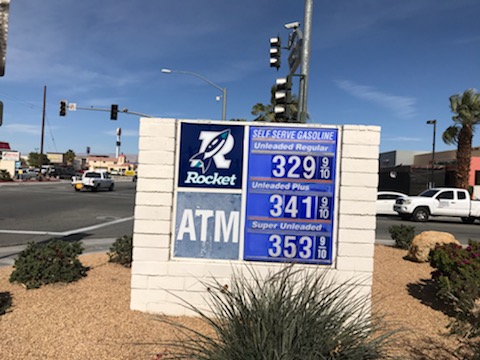 R
Rocket
ATM
SELF SERVE GASOLINE
Unleaded Regular
329 9/10
Unleaded Plus
341 9/10
Super Unleaded
353 9/10